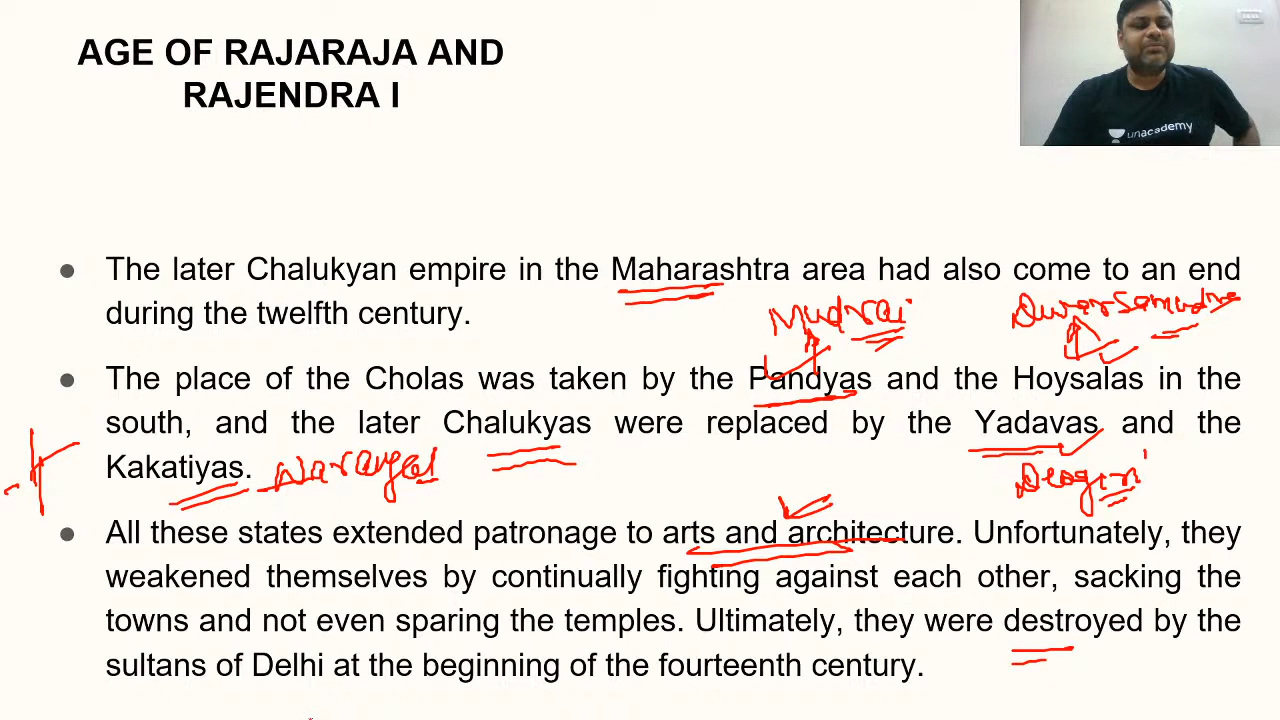 AGE OF RAJARAJA AND
RAJENDRA I
unacademy
The later Chalukyan empire in the Maharashtra area had also come to an end
during the twelfth century.
Madrai
Dwarsamudra
The place of the Cholas was taken by the Pandyas and the Hoysalas in the
south, and the later Chalukyas were replaced by the Yadavas and the
Kakatiyas. Warangal
Deogiri
All these states extended patronage to arts and architecture. Unfortunately, they
weakened themselves by continually fighting against each other, sacking the
towns and not even sparing the temples. Ultimately, they were destroyed by the
sultans of Delhi at the beginning of the fourteenth century.